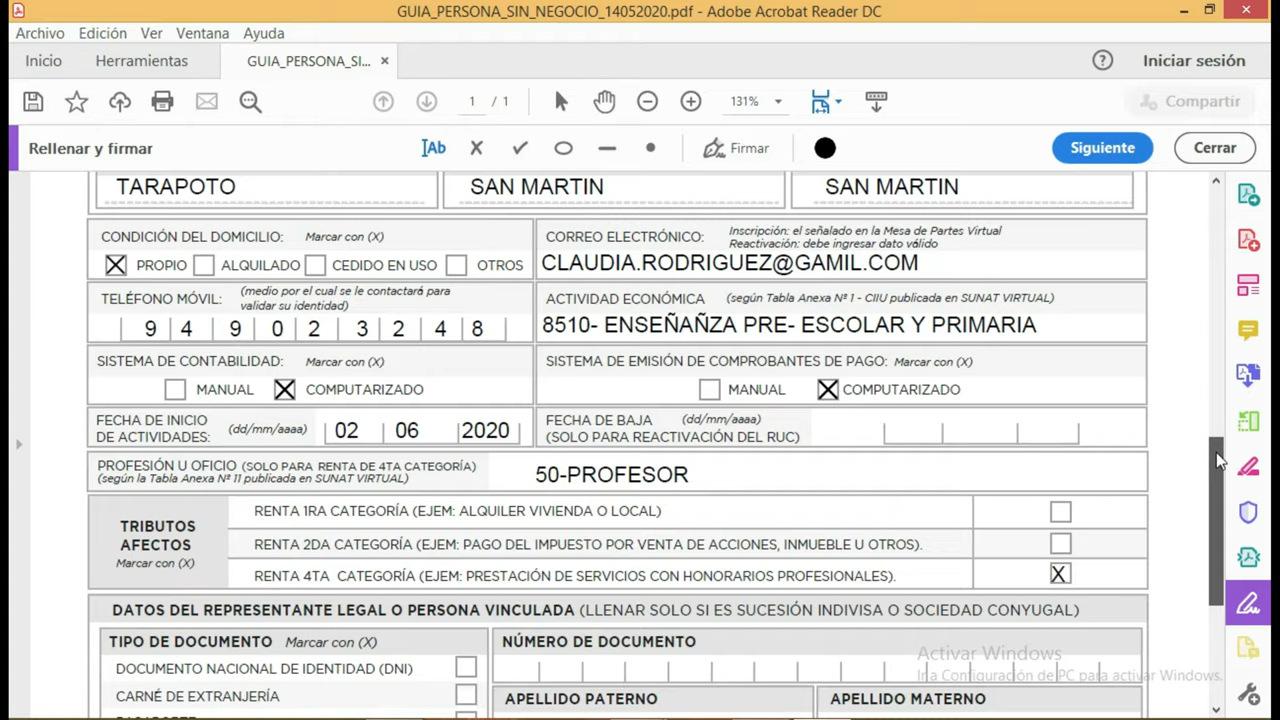 GUIA_PERSONA_SIN_NEGOCIO_14052020.pdf - Adobe Acrobat Reader DC
Archivo Edición Ver Ventana Ayuda
Inicio Herramientas GUIA_PERSONA_SI... Iniciar sesión
1 / 1 131% Compartir
Rellenar y firmar Ab Firmar Siguiente Cerrar
TARAPOTO SAN MARTIN SAN MARTIN
CONDICIÓN DEL DOMICILIO: Marcar con (X)
X PROPIO ALQUILADO CEDIDO EN USO OTROS
CORREO ELECTRÓNICO: Inscripción: el señalado en la Mesa de Partes Virtual
Reactivación: debe ingresar dato válido
CLAUDIA.RODRIGUEZ@GAMIL.COM
TELÉFONO MÓVIL: (medio por el cual se le contactará para
validar su identidad)
9 4 9 0 2 3 2 4 8
ACTIVIDAD ECONÓMICA (según Tabla Anexa Nº 1 - CIIU publicada en SUNAT VIRTUAL)
8510- ENSEÑAÑZA PRE- ESCOLAR Y PRIMARIA
SISTEMA DE CONTABILIDAD: Marcar con (X)
MANUAL X COMPUTARIZADO
SISTEMA DE EMISIÓN DE COMPROBANTES DE PAGO: Marcar con (X)
MANUAL X COMPUTARIZADO
FECHA DE INICIO
DE ACTIVIDADES: (dd/mm/aaaa) 02 06 2020
FECHA DE BAJA (dd/mm/aaaa)
(SOLO PARA REACTIVACIÓN DEL RUC)
PROFESIÓN U OFICIO (SOLO PARA RENTA DE 4TA CATEGORÍA)
(según la Tabla Anexa Nº 11 publicada en SUNAT VIRTUAL)
50-PROFESOR
TRIBUTOS
AFECTOS
Marcar con (X)
RENTA 1RA CATEGORÍA (EJEM: ALQUILER VIVIENDA O LOCAL)
RENTA 2DA CATEGORÍA (EJEM: PAGO DEL IMPUESTO POR VENTA DE ACCIONES, INMUEBLE U OTROS).
RENTA 4TA CATEGORÍA (EJEM: PRESTACIÓN DE SERVICIOS CON HONORARIOS PROFESIONALES). X
DATOS DEL REPRESENTANTE LEGAL O PERSONA VINCULADA (LLENAR SOLO SI ES SUCESIÓN INDIVISA O SOCIEDAD CONYUGAL)
TIPO DE DOCUMENTO Marcar con (X)
DOCUMENTO NACIONAL DE IDENTIDAD (DNI)
CARNÉ DE EXTRANJERÍA
NÚMERO DE DOCUMENTO
APELLIDO PATERNO APELLIDO MATERNO
Activar Windows
Ir a Configuración de PC para activar Windows.